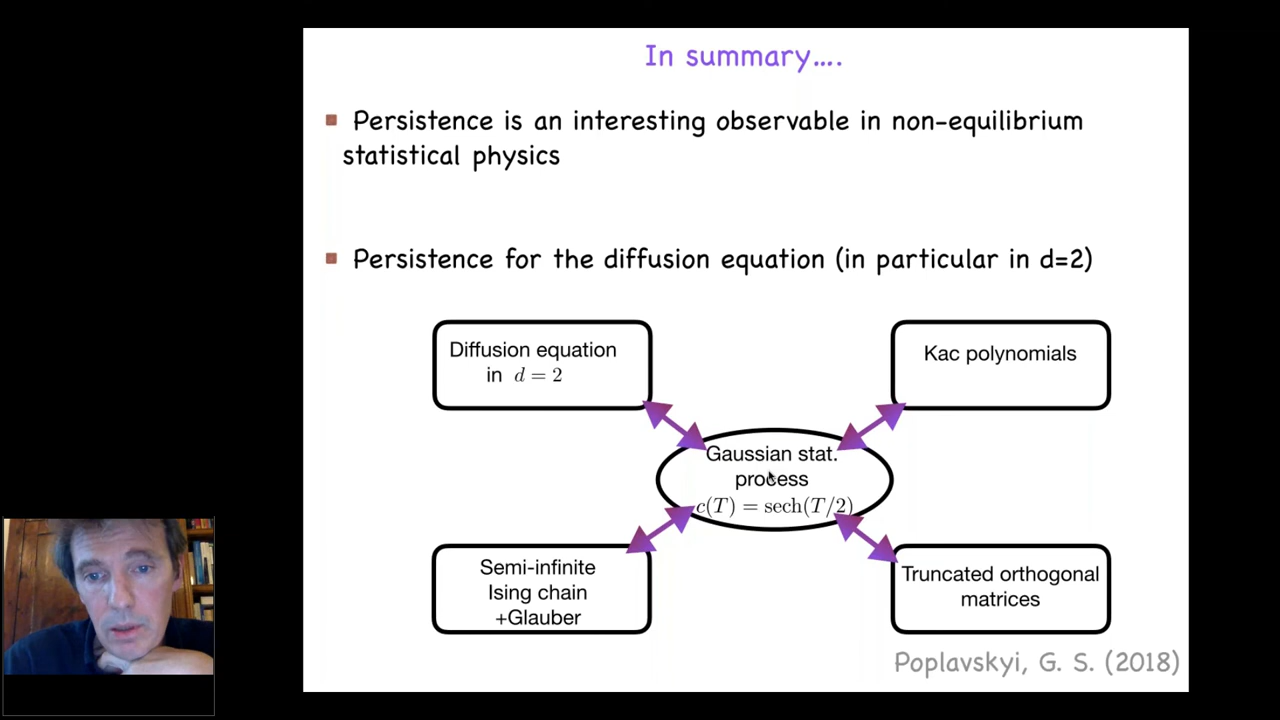 In summary....
Persistence is an interesting observable in non-equilibrium
statistical physics
Persistence for the diffusion equation (in particular in d=2)
Diffusion equation
in d = 2
Kac polynomials
Gaussian stat.
process
c(T) = sech(T/2)
Semi-infinite
Ising chain
+Glauber
Truncated orthogonal
matrices
Poplavskyi, G. S. (2018)